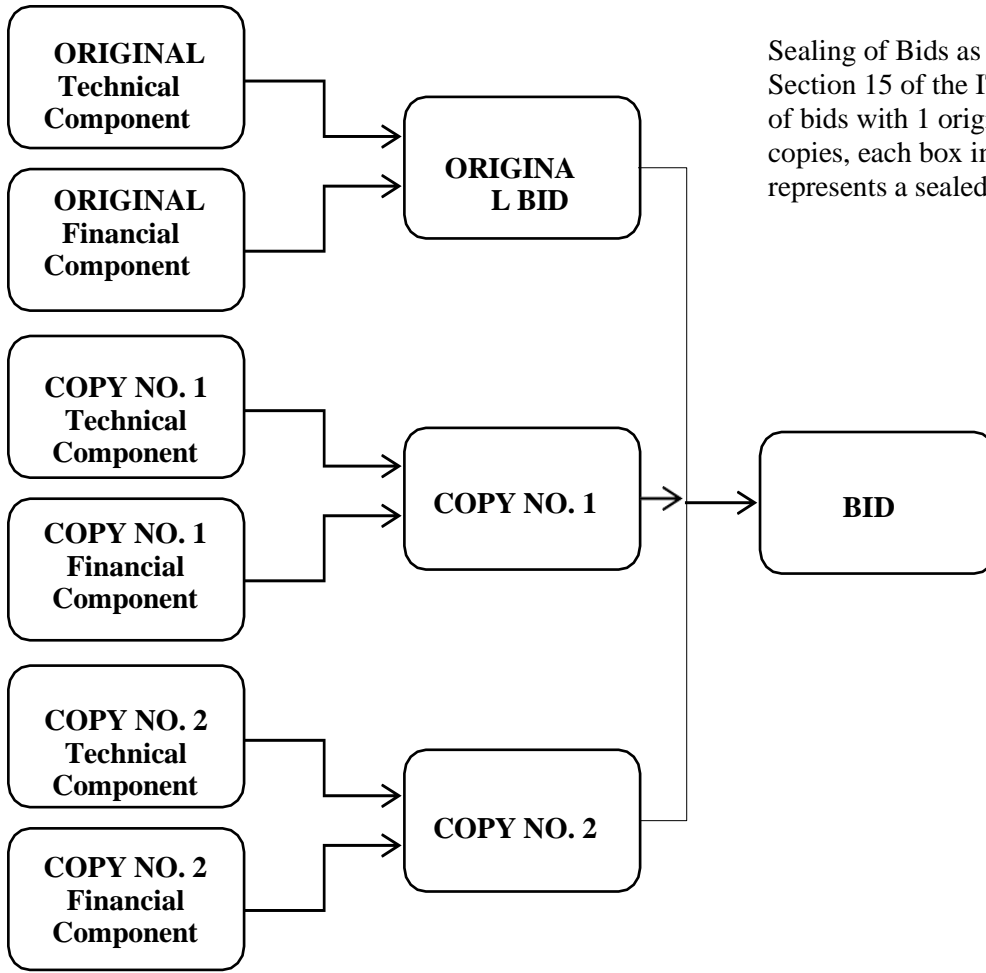 ORIGINAL
Technical
Component
ORIGINAL
Financial
Component
ORIGINA
L BID
Sealing of Bids as
Section 15 of the
of bids with 1
copies, each box
represents a sealed
COPY NO. 1
Technical
Component
COPY NO. 1
Financial
Component
COPY NO. 1
BID
COPY NO. 2
Technical
Component
COPY NO. 2
Financial
Component
COPY NO. 2